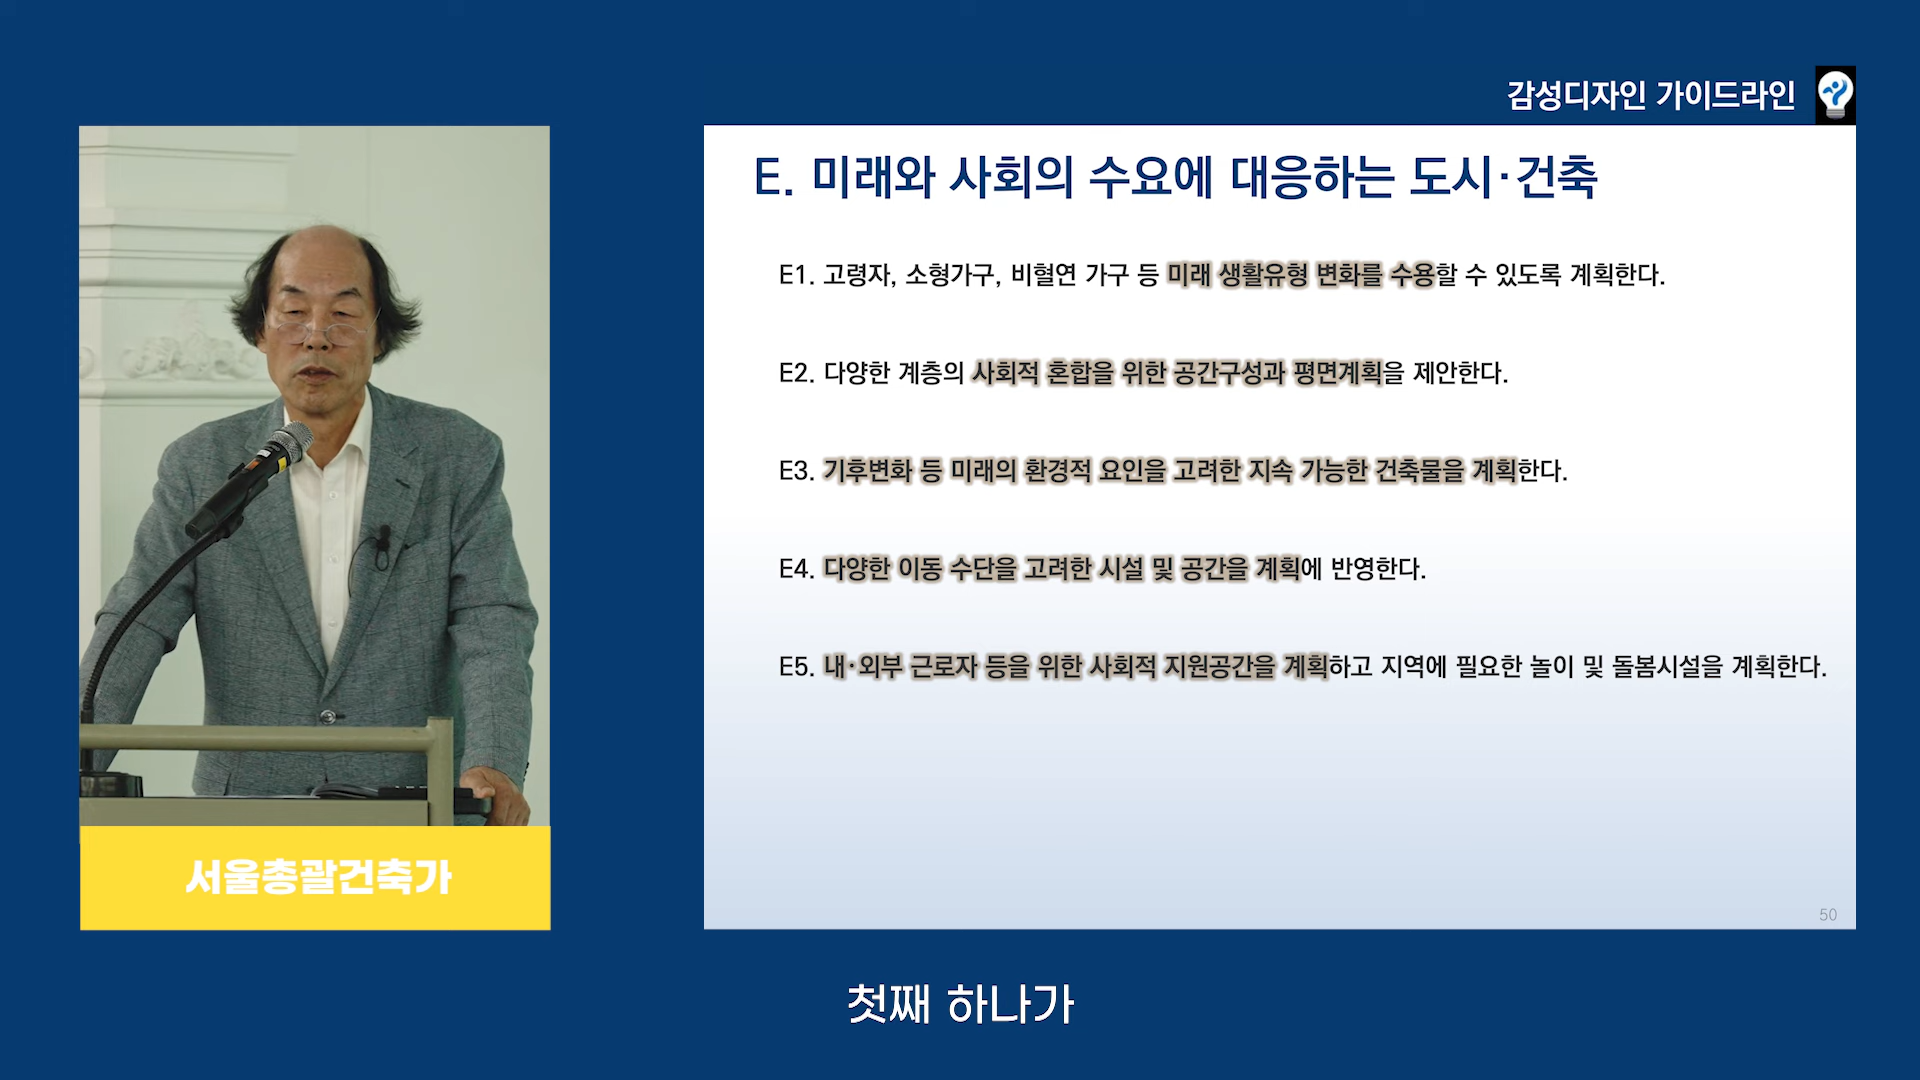 감성디자인 가이드라인
E. 미래와 사회의 수요에 대응하는 도시·건축
E1. 고령자, 소형가구, 비혈연 가구 등 미래 생활유형 변화를 수용할 수 있도록 계획한다.
E2. 다양한 계층의 사회적 혼합을 위한 공간구성과 평면계획을 제안한다.
E3. 기후변화 등 미래의 환경적 요인을 고려한 지속 가능한 건축물을 계획한다.
E4. 다양한 이동 수단을 고려한 시설 및 공간을 계획에 반영한다.
E5. 내·외부 근로자 등을 위한 사회적 지원공간을 계획하고 지역에 필요한 놀이 및 돌봄시설을 계획한다.
50
서울총괄건축가
첫째 하나가